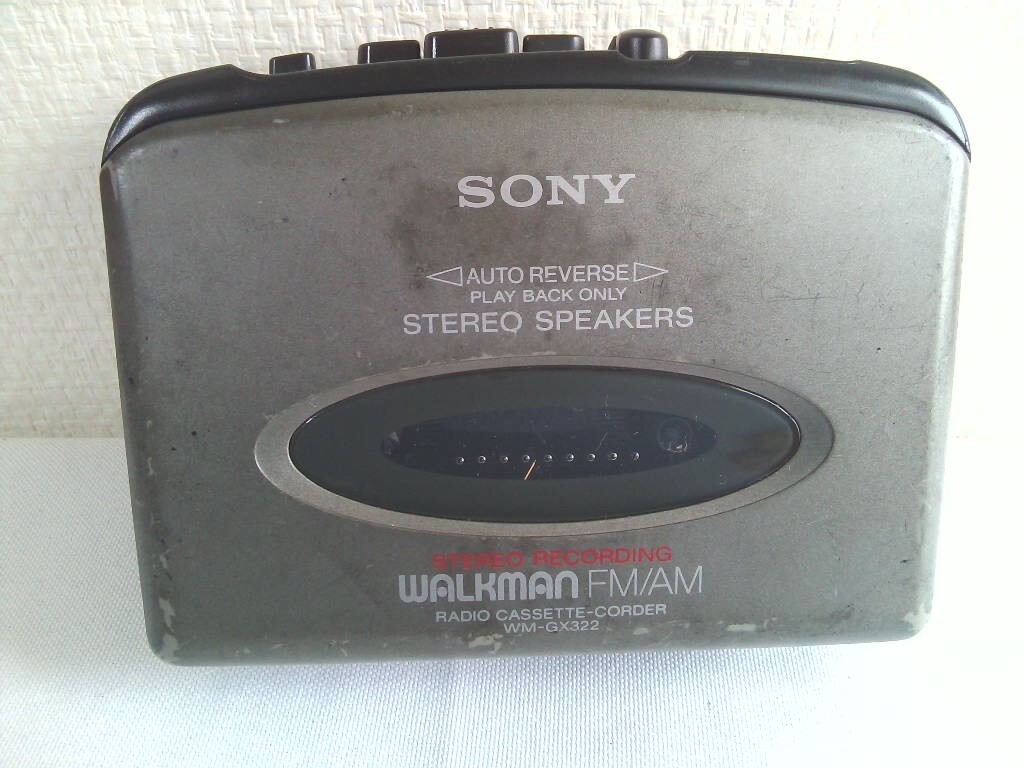 SONY
AUTO REVERSE
PLAY BACK ONLY
STEREO SPEAKERS
STEREO RECORDING
WALKMAN FM/AM
RADIO CASSETTE-CORDER
WM-GX322